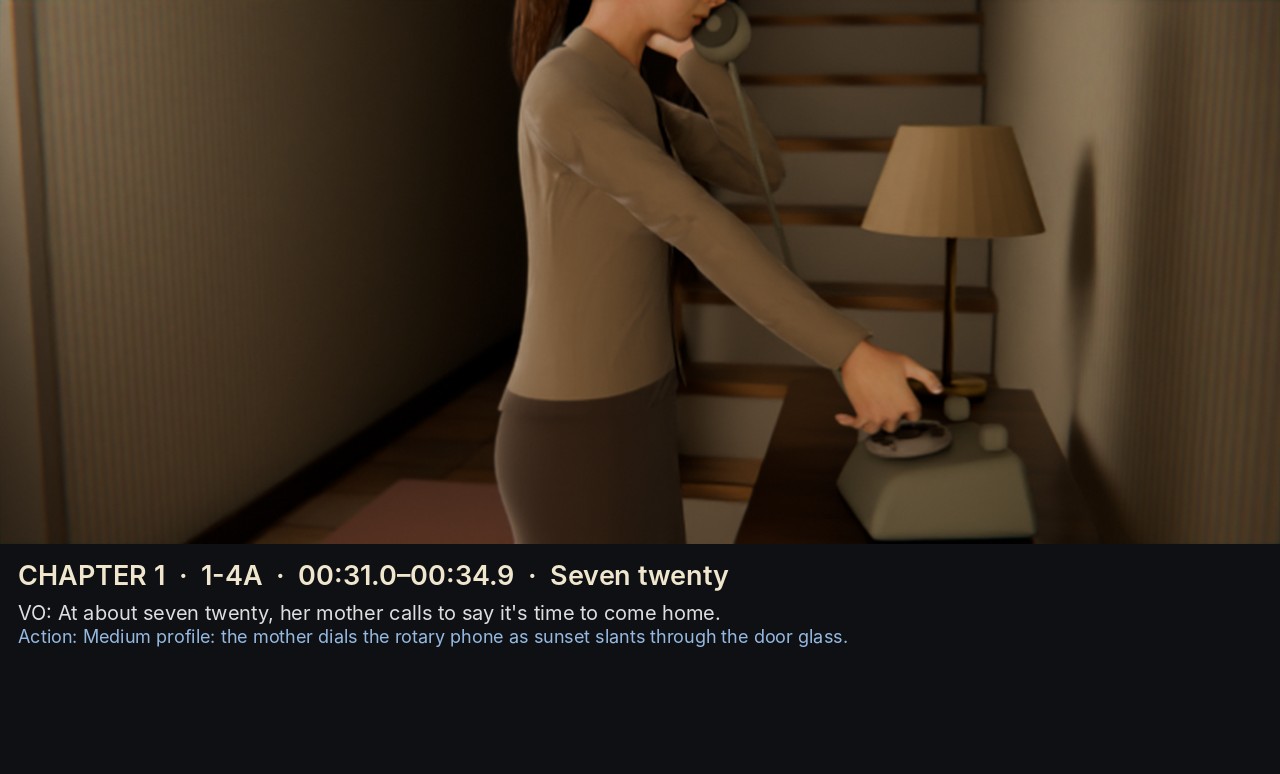 CHAPTER 1 · 1-4A · 00:31.0–00:34.9 · Seven twenty
VO: At about seven twenty, her mother calls to say it's time to come home.
Action: Medium profile: the mother dials the rotary phone as sunset slants through the door glass.